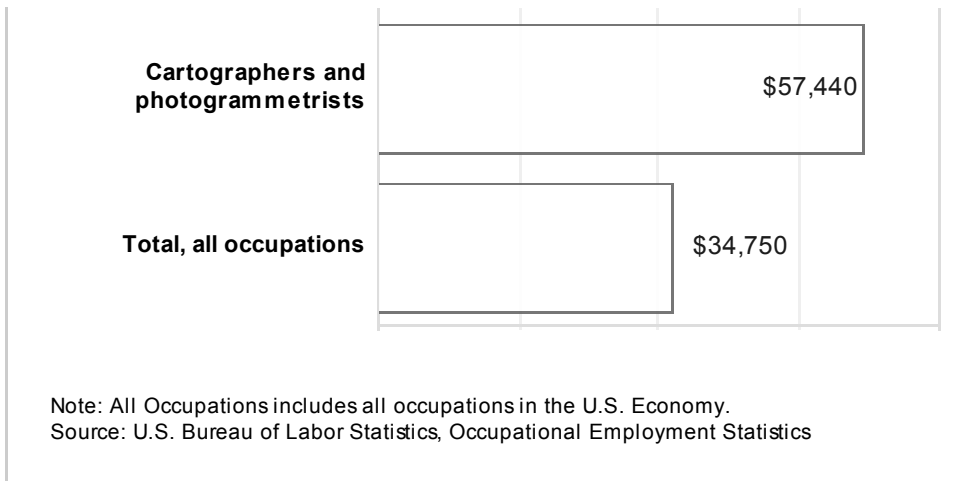 Cartographers and
photogrammetrists
$57,440
Total, all occupations
$34,750
Note: All Occupations includes all occupations in the U.S. Economy.
Source: U.S. Bureau of Labor Statistics, Occupational Employment Statistics